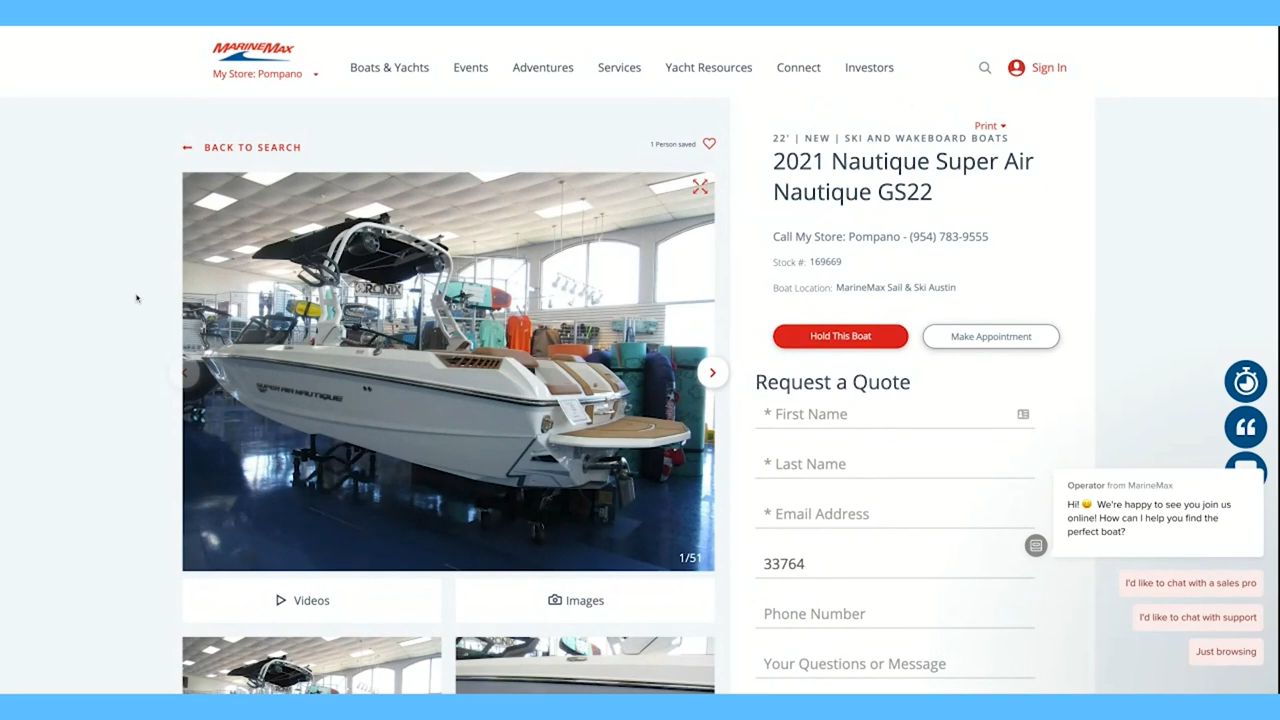 MARINEMAX
My Store: Pompano
Boats & Yachts
Events
Adventures
Services
Yacht Resources
Connect
Investors
Sign In
BACK TO SEARCH
1 Person saved
RONIX
SUPER AIR NAUTIQUE
1/51
Videos
Images
Print
22' | NEW | SKI AND WAKEBOARD BOATS
2021 Nautique Super Air
Nautique GS22
Call My Store: Pompano - (954) 783-9555
Stock #: 169669
Boat Location: MarineMax Sail & Ski Austin
Hold This Boat
Make Appointment
Request a Quote
* First Name
* Last Name
* Email Address
33764
Phone Number
Your Questions or Message
Operator from MarineMax
Hi! 😀 We're happy to see you join us
online! How can I help you find the
perfect boat?
I'd like to chat with a sales pro
I'd like to chat with support
Just browsing